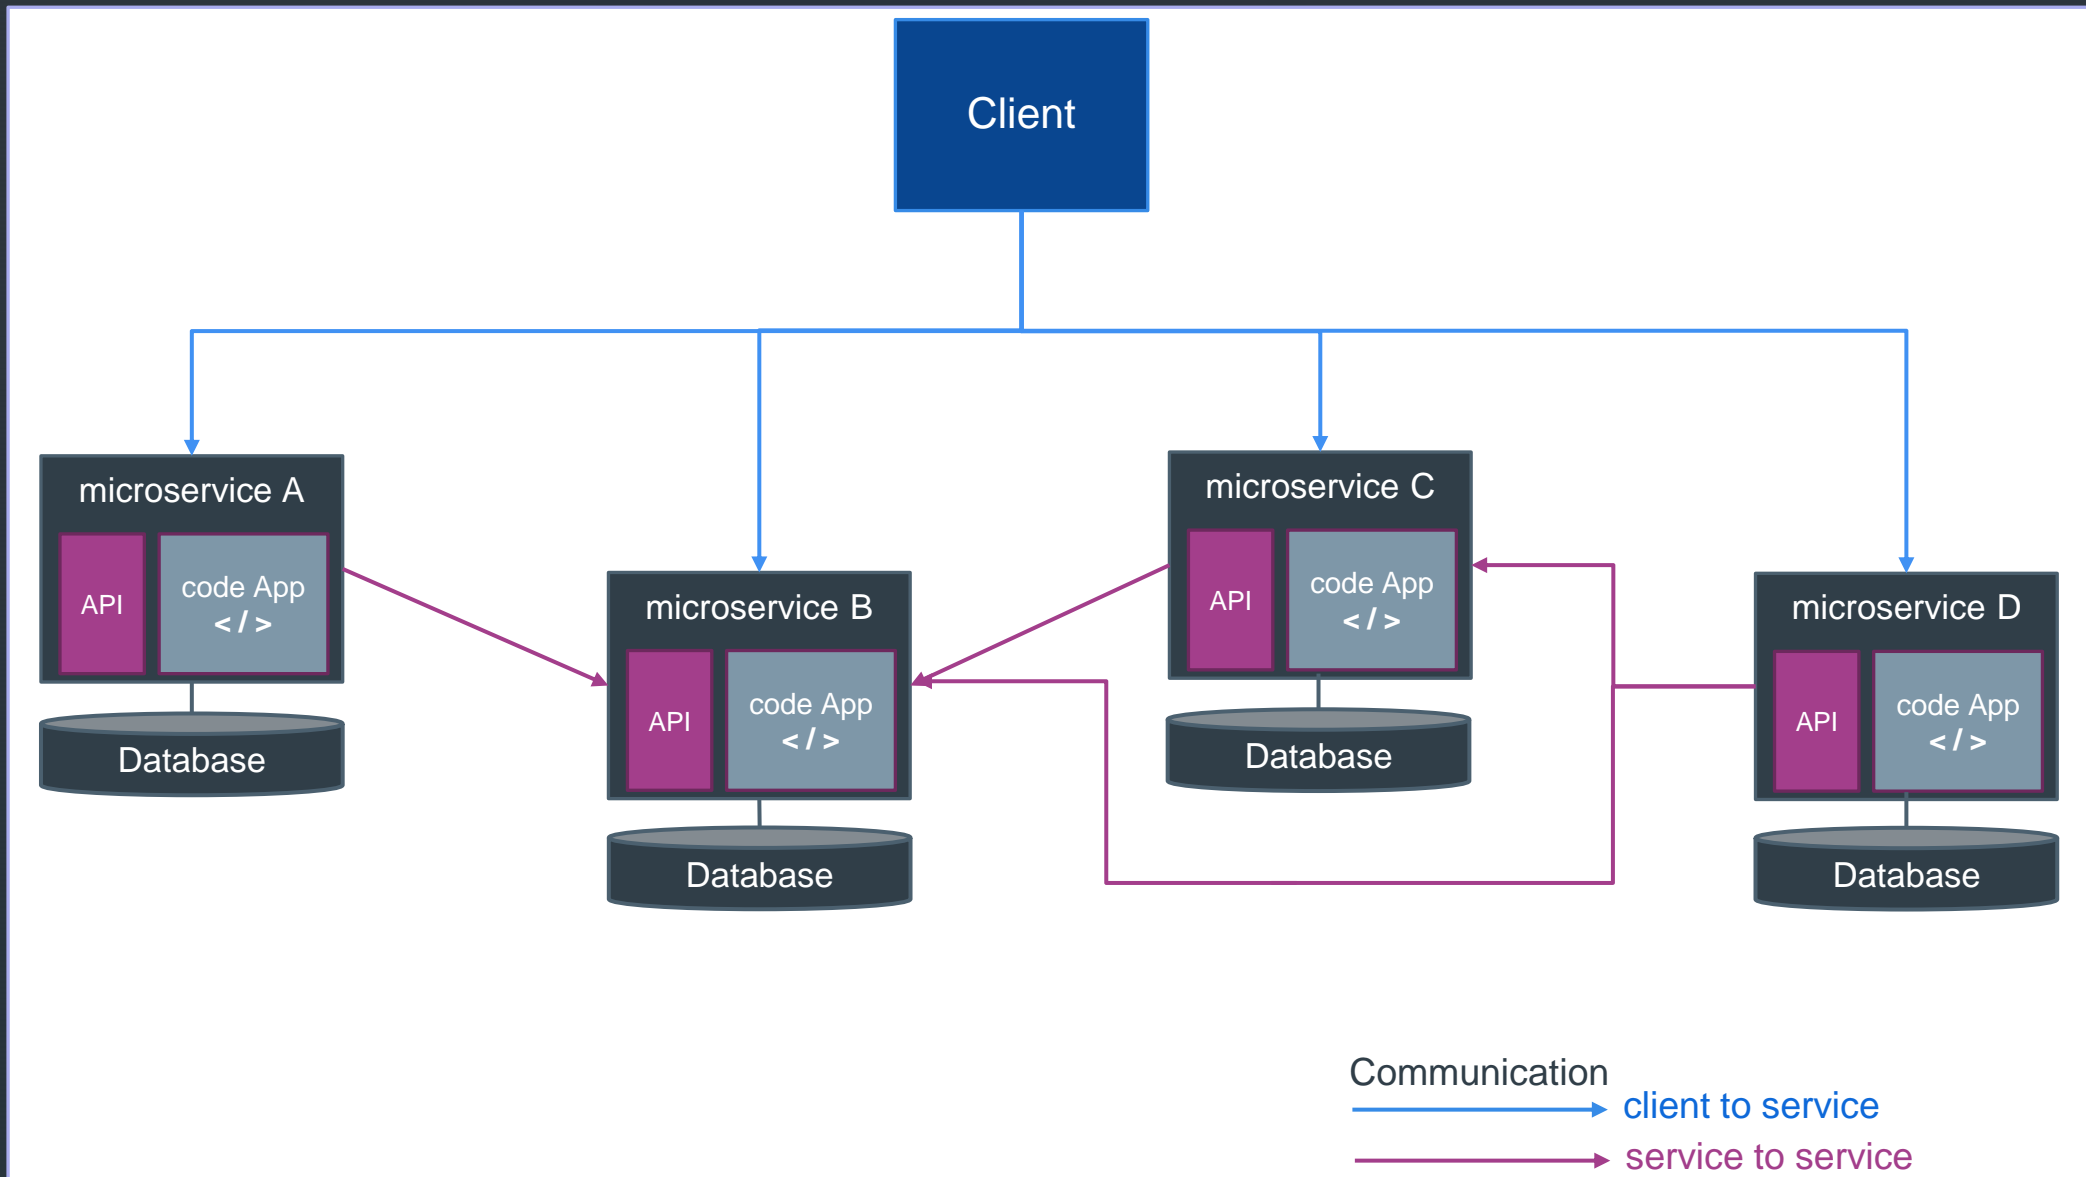 Client
microservice A
API
code App
< / >
Database
microservice B
API
code App
< / >
Database
microservice C
API
code App
< / >
Database
microservice D
API
code App
< / >
Database
Communication
client to service
service to service